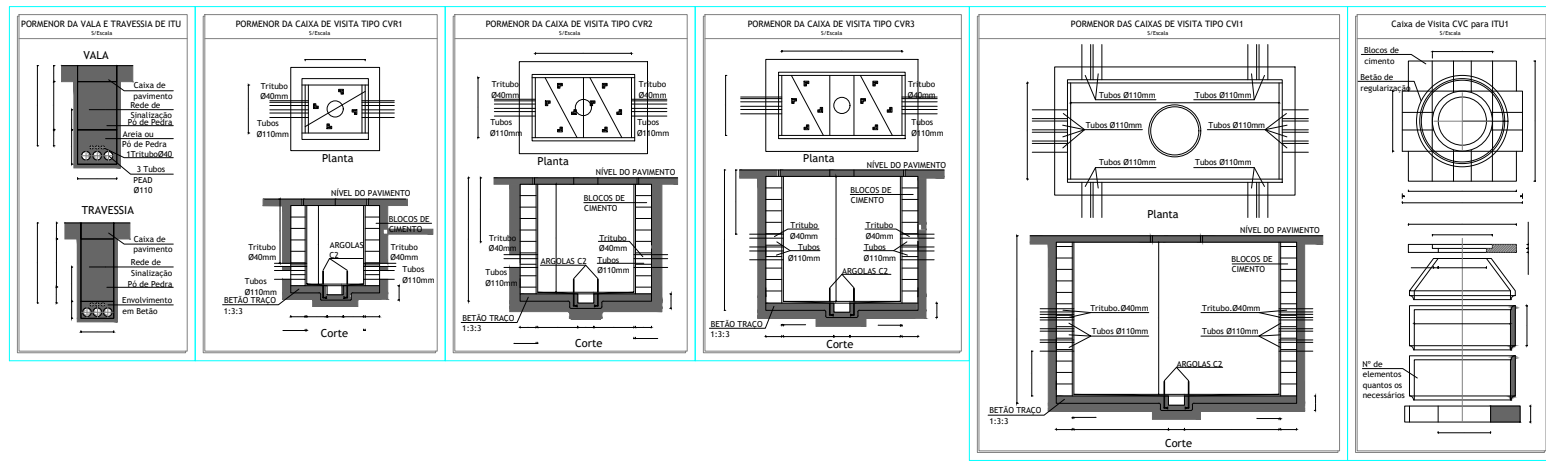 PORMENOR DA VALA E TRAVESSIA DE ITU
S/Escala
VALA
Caixa de
pavimento
Rede de
Sinalização
Pó de Pedra
Areia ou
Pó de Pedra
1TrituboØ40
3 Tubos
PEAD
Ø110
TRAVESSIA
Caixa de
pavimento
Rede de
Sinalização
Pó de Pedra
Envolvimento
em Betão
PORMENOR DA CAIXA DE VISITA TIPO CVR1
S/Escala
Tritubo
Ø40mm
Tubos
Ø110mm
Planta
NÍVEL DO PAVIMENTO
BLOCOS DE
CIMENTO
ARGOLAS
C2
Tritubo
Ø40mm
Tritubo
Ø40mm
Tubos
Ø110mm
Tubos
Ø110mm
BETÃO TRAÇO
1:3:3
Corte
PORMENOR DA CAIXA DE VISITA TIPO CVR2
S/Escala
Tritubo
Ø40mm
Tritubo
Ø40mm
Tubos
Ø110mm
Tubos
Ø110mm
Planta
NÍVEL DO PAVIMENTO
BLOCOS DE
CIMENTO
Tritubo
Ø40mm
Tritubo
Ø40mm
ARGOLAS C2
Tubos
Ø110mm
Tubos
Ø110mm
BETÃO TRAÇO
1:3:3
Corte
PORMENOR DA CAIXA DE VISITA TIPO CVR3
S/Escala
Tritubo
Ø40mm
Tubos
Ø110mm
Planta
NÍVEL DO PAVIMENTO
BLOCOS DE
CIMENTO
Tritubo
Ø40mm
Tritubo
Ø40mm
Tubos
Ø110mm
Tubos
Ø110mm
ARGOLAS C2
BETÃO TRAÇO
1:3:3
Corte
PORMENOR DAS CAIXAS DE VISITA TIPO CVI1
S/Escala
Tubos Ø110mm
Tubos Ø110mm
Tubos Ø110mm
Tubos Ø110mm
Tubos Ø110mm
Tubos Ø110mm
Planta
NÍVEL DO PAVIMENTO
BLOCOS DE
CIMENTO
Tritubo.Ø40mm
Tritubo.Ø40mm
Tubos Ø110mm
Tubos Ø110mm
ARGOLAS C2
BETÃO TRAÇO
1:3:3
Corte
Caixa de Visita CVC para ITU1
S/Escala
Blocos de
cimento
Betão de
regularização
Nº de
elementos
quantos os
necessários